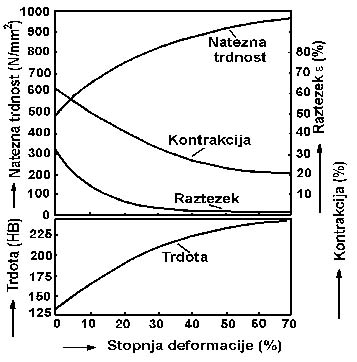 Natezna trdnost (N/mm²)
1000
900
800
700
600
500
400
300
200
100
0
Natezna
trdnost
Kontrakcija
Raztezek
90
80
70
60
50
40
30
20
10
Raztezek ε (%)
Kontrakcija (%)
Trdota (HB)
225
200
175
150
125
Trdota
0 10 20 30 40 50 60 70
Stopnja deformacije (%)